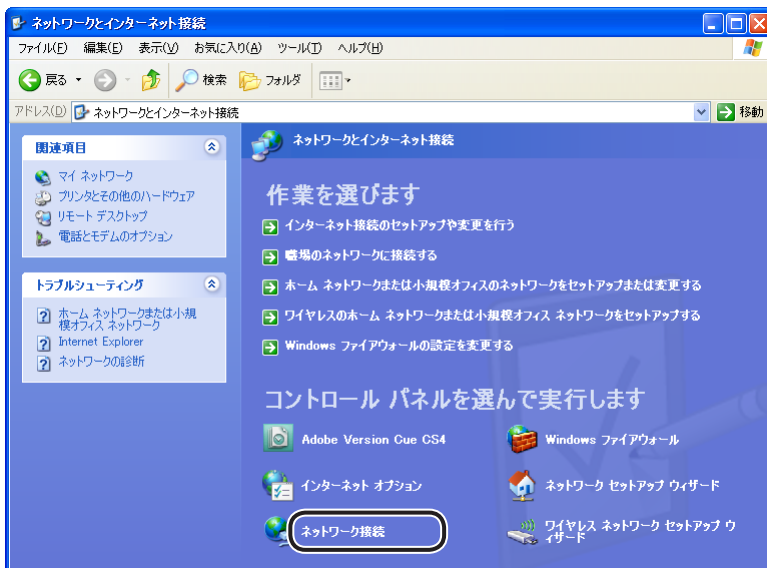 ネットワークとインターネット接続
ファイル(F) 編集(E) 表示(V) お気に入り(A) ツール(T) ヘルプ(H)
戻る 検索 フォルダ
アドレス(D) ネットワークとインターネット接続 移動
関連項目
マイ ネットワーク
プリンタとその他のハードウェア
リモート デスクトップ
電話とモデムのオプション
トラブルシューティング
ホーム ネットワークまたは小規
模オフィス ネットワーク
Internet Explorer
ネットワークの診断
ネットワークとインターネット接続
作業を選びます
インターネット接続のセットアップや変更を行う
職場のネットワークに接続する
ホーム ネットワークまたは小規模オフィスのネットワークをセットアップまたは変更する
ワイヤレスのホーム ネットワークまたは小規模オフィス ネットワークをセットアップする
Windows ファイアウォールの設定を変更する
コントロール パネルを選んで実行します
Adobe Version Cue CS4
Windows ファイアウォール
インターネット オプション
ネットワーク セットアップ ウィザード
ネットワーク接続
ワイヤレス ネットワーク セットアップ ウ
ィザード